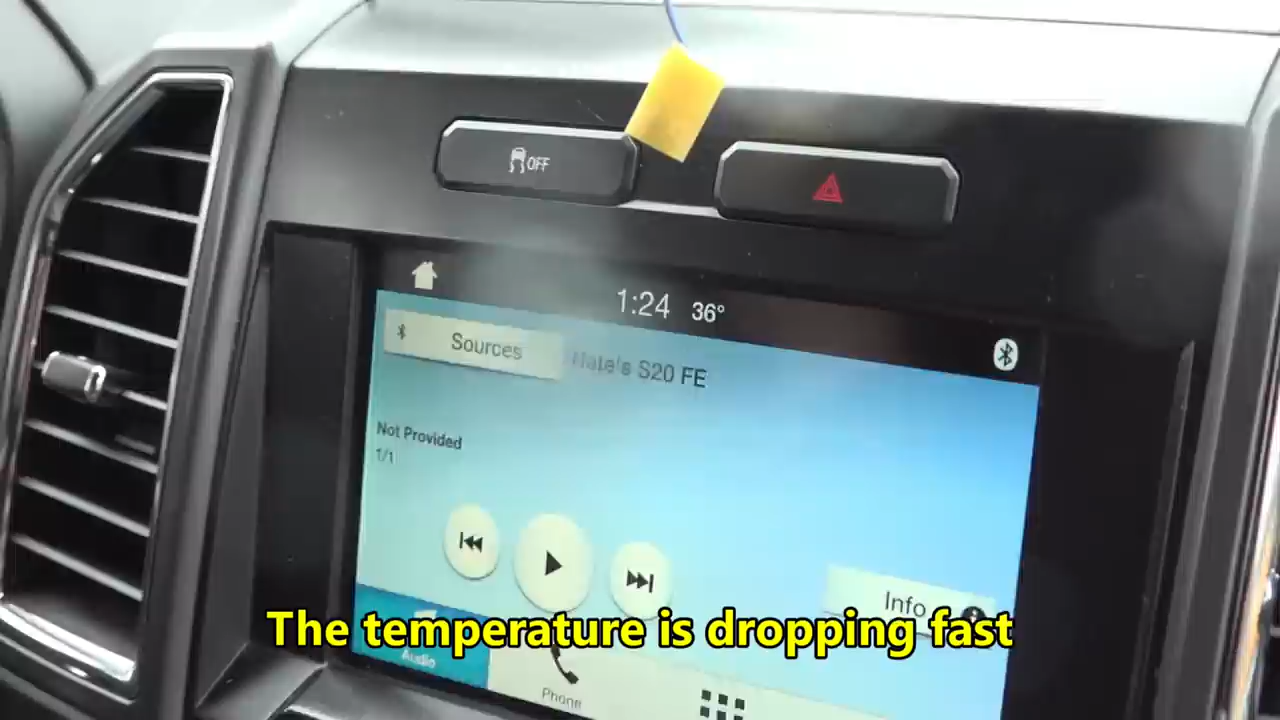 OFF
1:24 36°
Sources
Nate's S20 FE
Not Provided
1/1
Info
The temperature is dropping fast
Audio
Phone